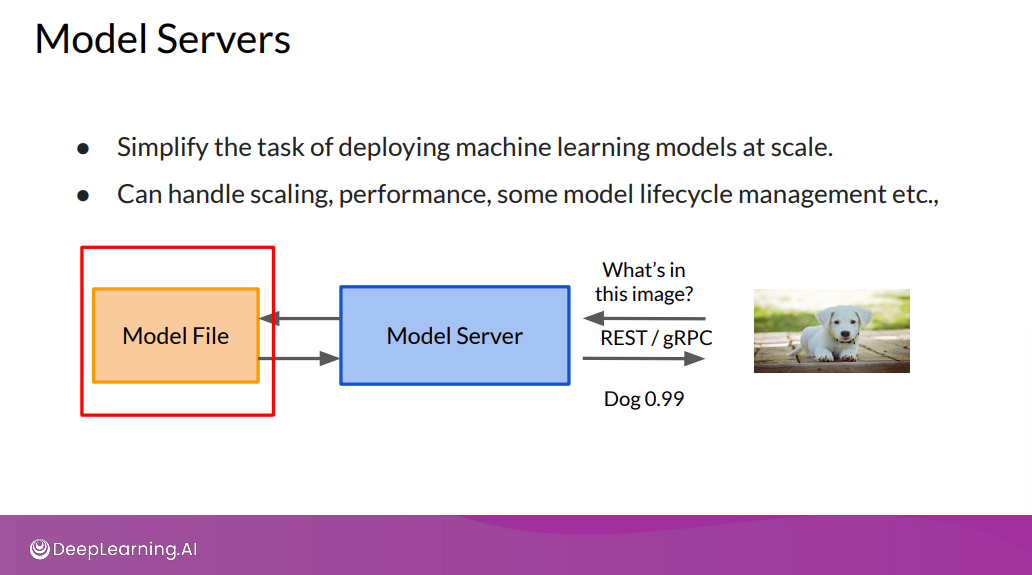 Model Servers
● Simplify the task of deploying machine learning models at scale.
● Can handle scaling, performance, some model lifecycle management etc.,
What's in
this image?
Model File
Model Server
REST / gRPC
Dog 0.99
DeepLearning.AI